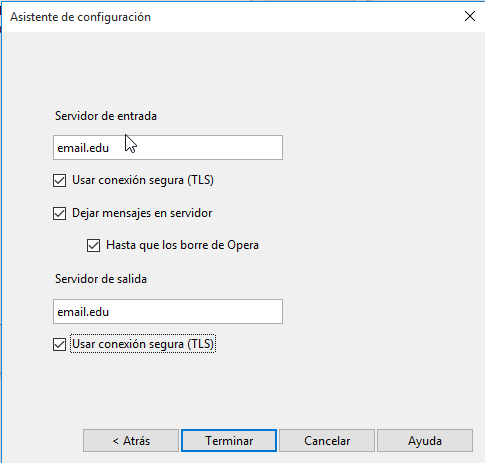 Asistente de configuración
Servidor de entrada
email.edu
Usar conexión segura (TLS)
Dejar mensajes en servidor
Hasta que los borre de Opera
Servidor de salida
email.edu
Usar conexión segura (TLS)
< Atrás Terminar Cancelar Ayuda